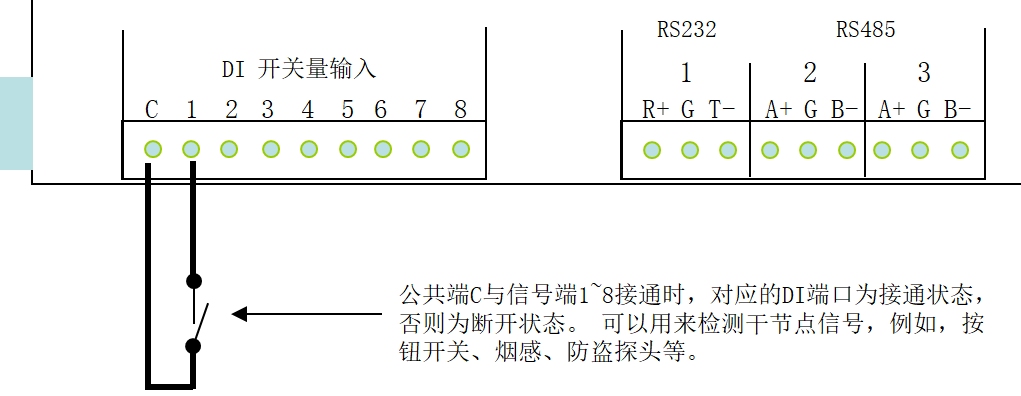 RS232 RS485
DI 开关量输入
1 2 3
C 1 2 3 4 5 6 7 8
R+ G T- A+ G B- A+ G B-
公共端C与信号端1~8接通时，对应的DI端口为接通状态，
否则为断开状态。 可以用来检测干节点信号，例如，按
钮开关、烟感、防盗探头等。